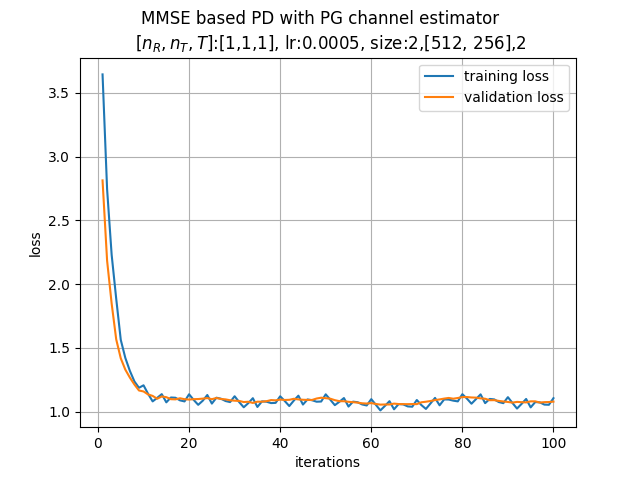 MMSE based PD with PG channel estimator
[n_R, n_T, T]:[1,1,1], lr:0.0005, size:2,[512, 256],2
training loss
validation loss
3.5
3.0
2.5
2.0
1.5
1.0
loss
0 20 40 60 80 100
iterations